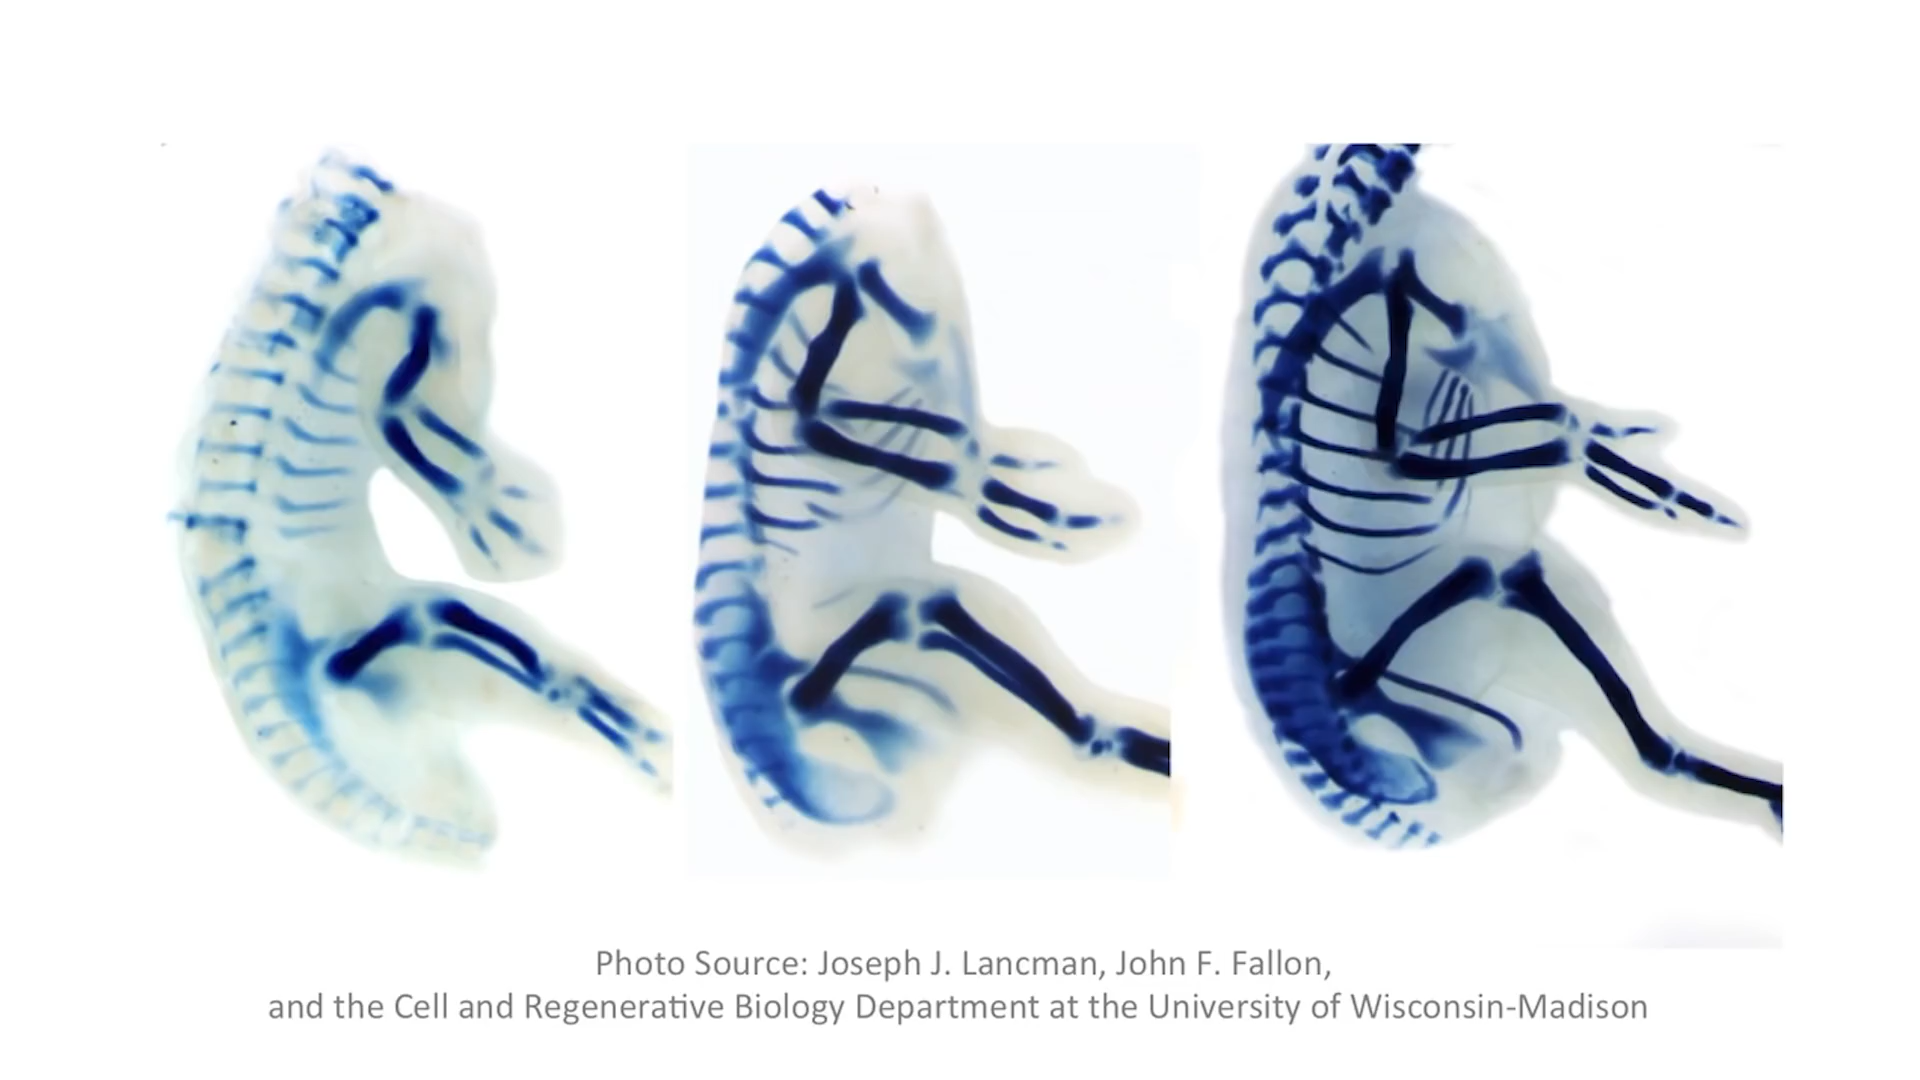 Photo Source: Joseph J. Lancman, John F. Fallon,
and the Cell and Regenerative Biology Department at the University of Wisconsin-Madison